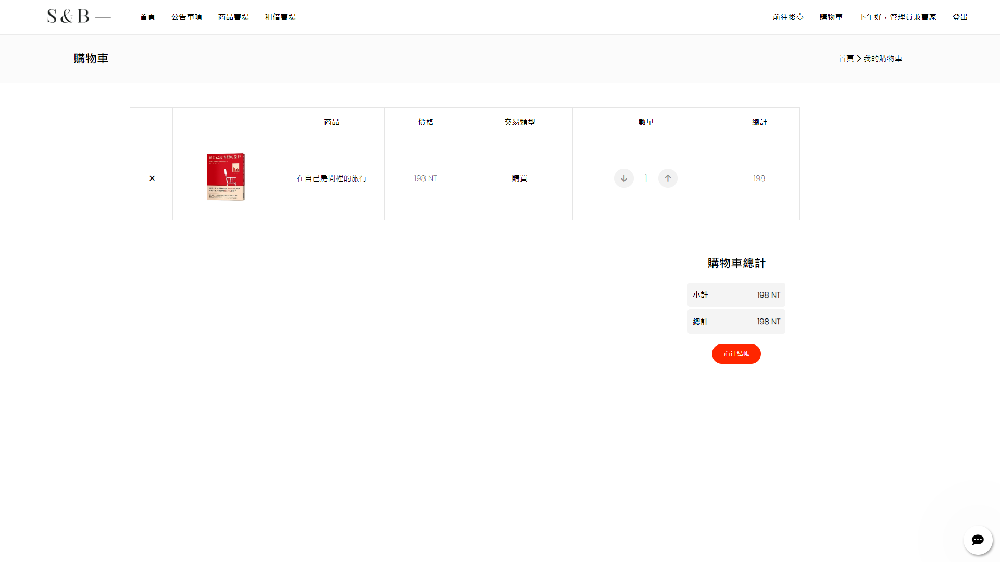 S & B
首頁 公告事項 商品賣場 租借賣場 前往後臺 購物車 下午好，管理員兼賣家 登出
購物車 首頁 我的購物車
商品 價格 交易類型 數量 總計
在自己房間裡的旅行
在自己房間裡的旅行 198 NT 購買 1 198
購物車總計
小計 198 NT
總計 198 NT
前往結帳